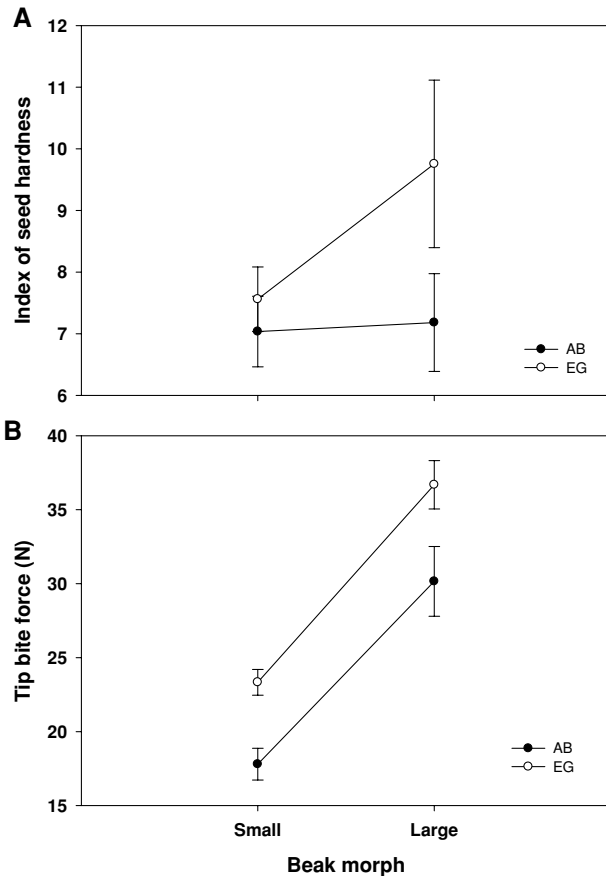 A
12
11
10
9
8
7
6
Index of seed hardness
AB
EG
B
40
35
30
25
20
15
Tip bite force (N)
AB
EG
Small Large
Beak morph